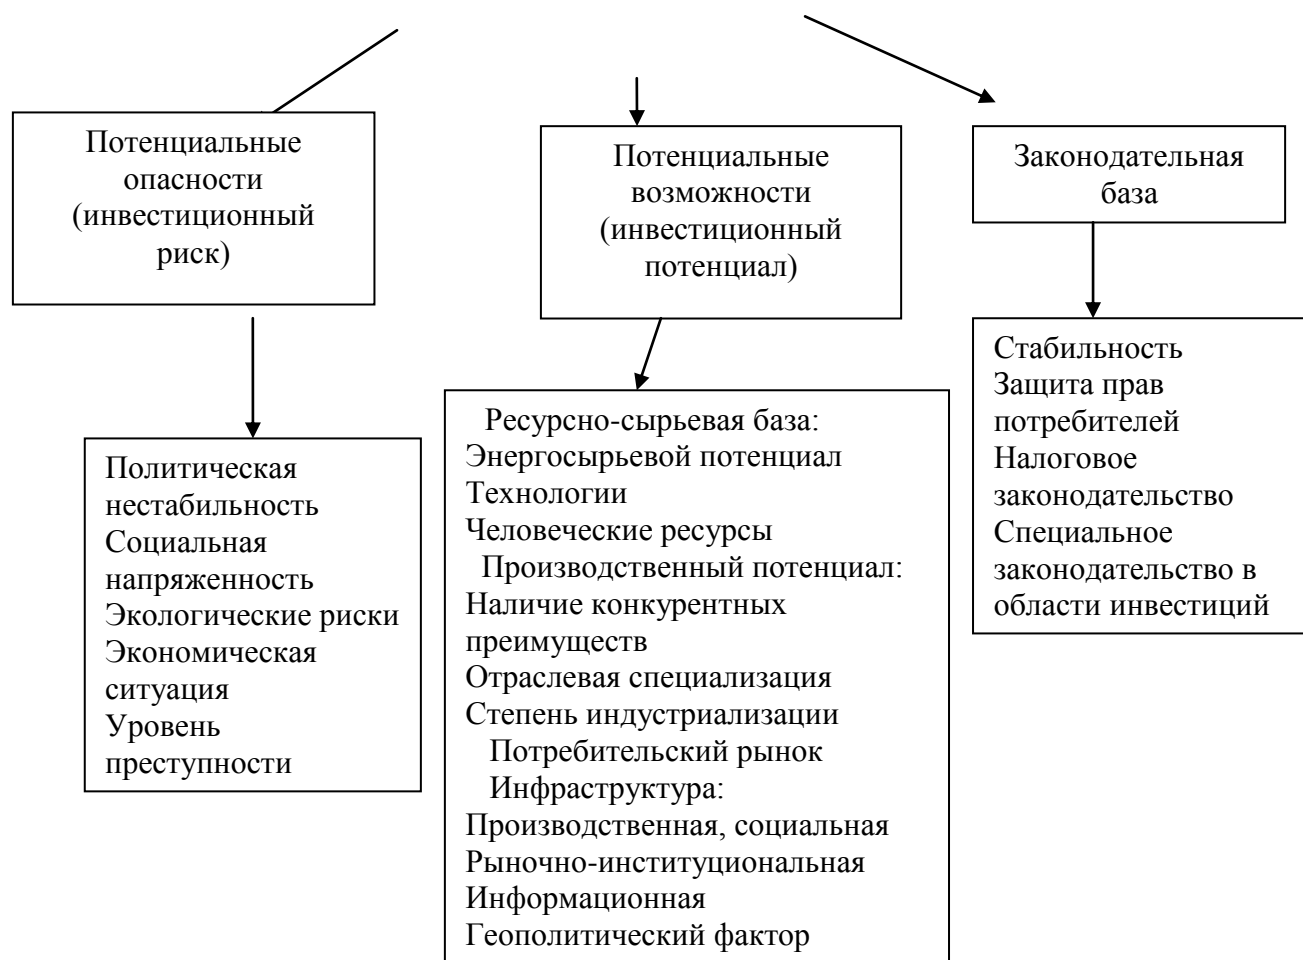 Потенциальные
опасности
(инвестиционный
риск)
Потенциальные
возможности
(инвестиционный
потенциал)
Законодательная
база
Политическая
нестабильность
Социальная
напряженность
Экологические риски
Экономическая
ситуация
Уровень
преступности
Ресурсно-сырьевая база:
Энергосырьевой потенциал
Технологии
Человеческие ресурсы
Производственный потенциал:
Наличие конкурентных
преимуществ
Отраслевая специализация
Степень индустриализации
Потребительский рынок
Инфраструктура:
Производственная, социальная
Рыночно-институциональная
Информационная
Геополитический фактор
Стабильность
Защита прав
потребителей
Налоговое
законодательство
Специальное
законодательство в
области инвестиций